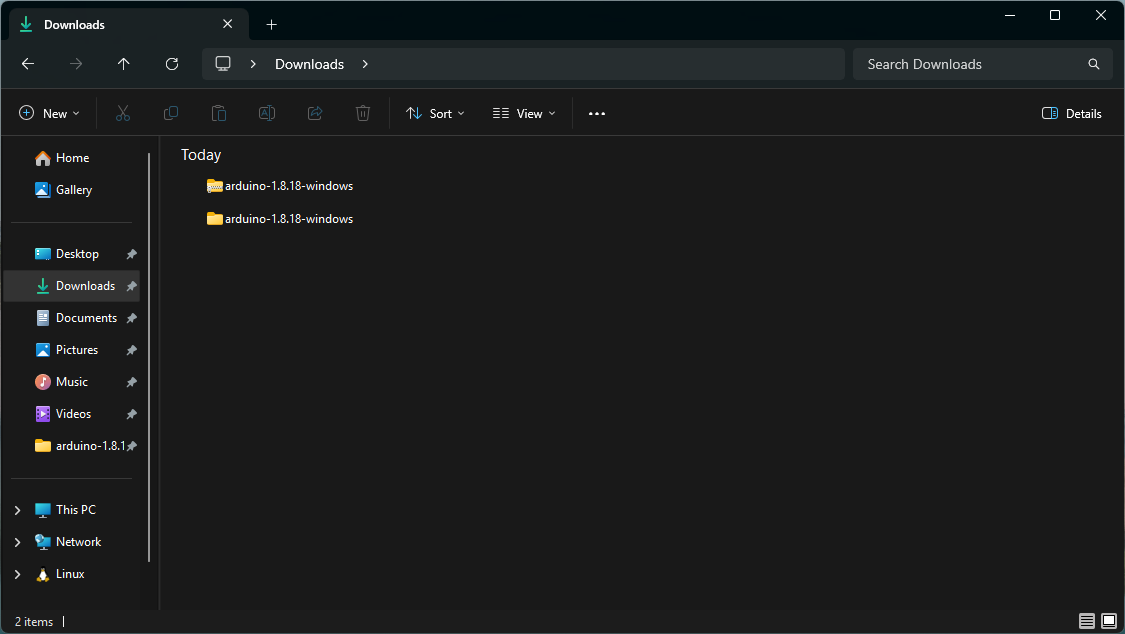 Downloads
Downloads
Search Downloads
New
Sort
View
Details
Home
Gallery
Desktop
Downloads
Documents
Pictures
Music
Videos
arduino-1.8.1
This PC
Network
Linux
Today
arduino-1.8.18-windows
arduino-1.8.18-windows
2 items